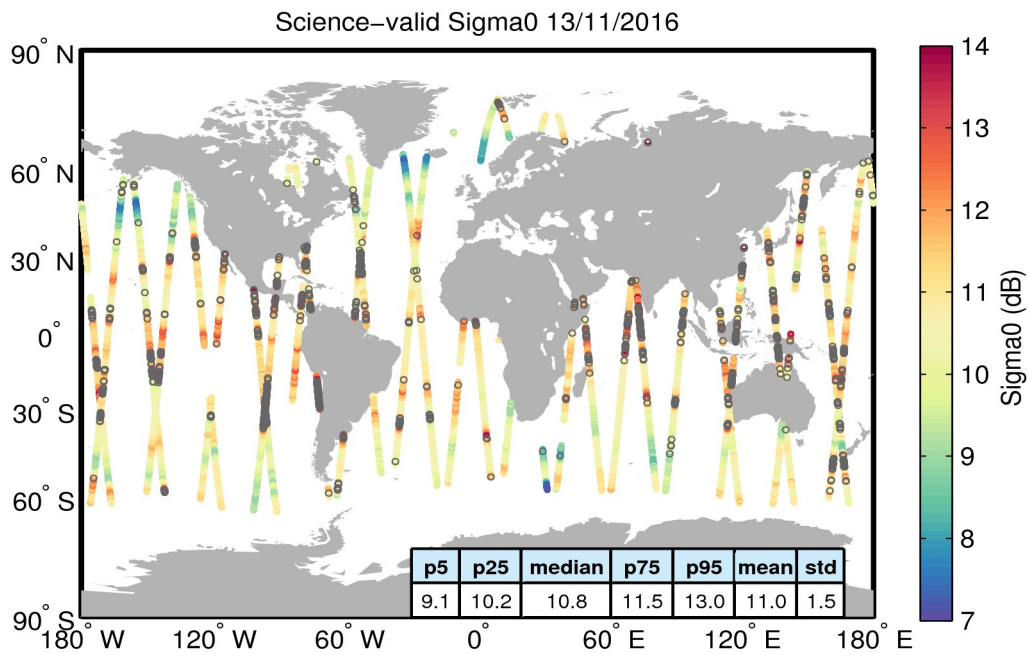 Science−valid Sigma0 13/11/2016
90° N
60° N
30° N
0°
30° S
60° S
90° S
180° W 120° W 60° W 0° 60° E 120° E 180° E
p5 p25 median p75 p95 mean std
9.1 10.2 10.8 11.5 13.0 11.0 1.5
14
13
12
11
10
9
8
7
Sigma0 (dB)